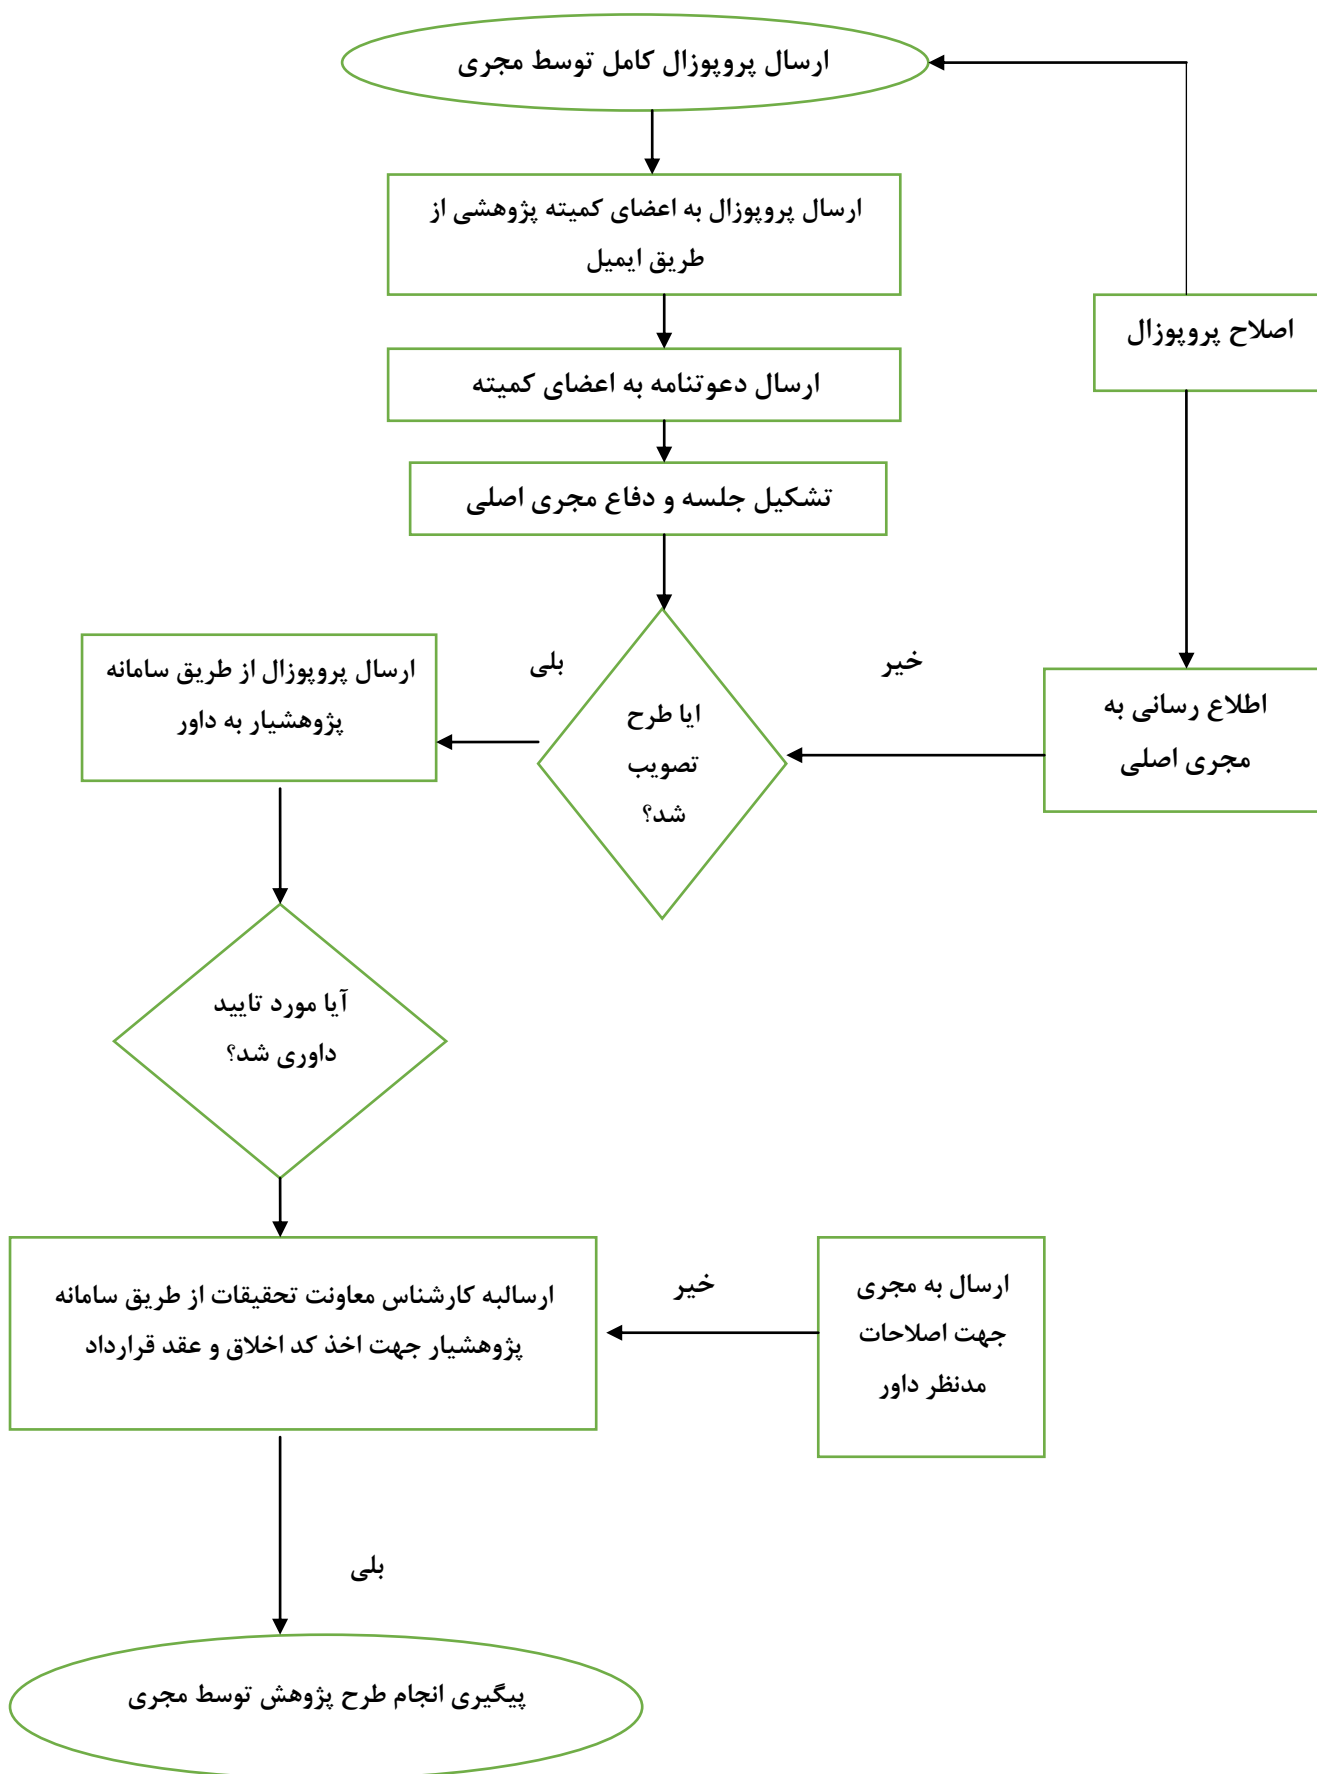 ارسال پروپوزال کامل توسط مجری
ارسال پروپوزال به اعضای کمیته پژوهشی از
طریق ایمیل
اصلاح پروپوزال
ارسال دعوتنامه به اعضای کمیته
تشکیل جلسه و دفاع مجری اصلی
خیر
بلی
ارسال پروپوزال از طریق سامانه
پژوهشیار به داور
ایا طرح
تصویب
شد؟
اطلاع رسانی به
مجری اصلی
آیا مورد تایید
داوری شد؟
ارسال به مجری
جهت اصلاحات
مدنظر داور
خیر
ارسالبه کارشناس معاونت تحقیقات از طریق سامانه
پژوهشیار جهت اخذ کد اخلاق و عقد قرارداد
بلی
پیگیری انجام طرح پژوهش توسط مجری